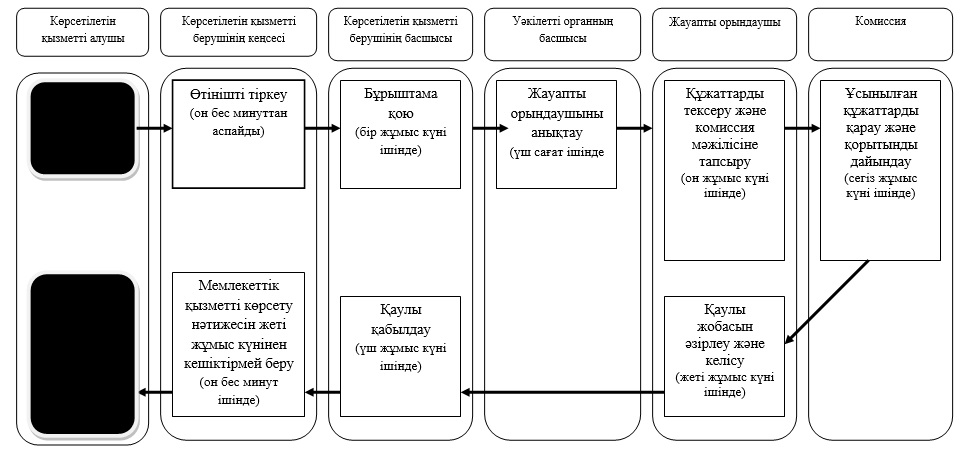 Көрсетілетін
қызметті алушы
Көрсетілетін қызметті
берушінің кеңсесі
Көрсетілетін қызметті
берушінің басшысы
Уәкілетті органның
басшысы
Жауапты орындаушы
Комиссия
Өтінішті тіркеу
(он бес минуттан
аспайды)
Бұрыштама
қою
(бір жұмыс күні
ішінде)
Жауапты
орындаушыны
анықтау
(үш сағат ішінде
Құжаттарды
тексеру және
комиссия
мәжілісіне
тапсыру
(он жұмыс күні
ішінде)
Ұсынылған
құжаттарды
қарау және
қорытынды
дайындау
(сегіз жұмыс
күні ішінде)
Мемлекеттік
қызметті көрсету
нәтижесін жеті
жұмыс күнінен
кешіктірмей беру
(он бес минут
ішінде)
Қаулы
қабылдау
(үш жұмыс күні
ішінде)
Қаулы
жобасын
әзірлеу және
келісу
(жеті жұмыс күні
ішінде)